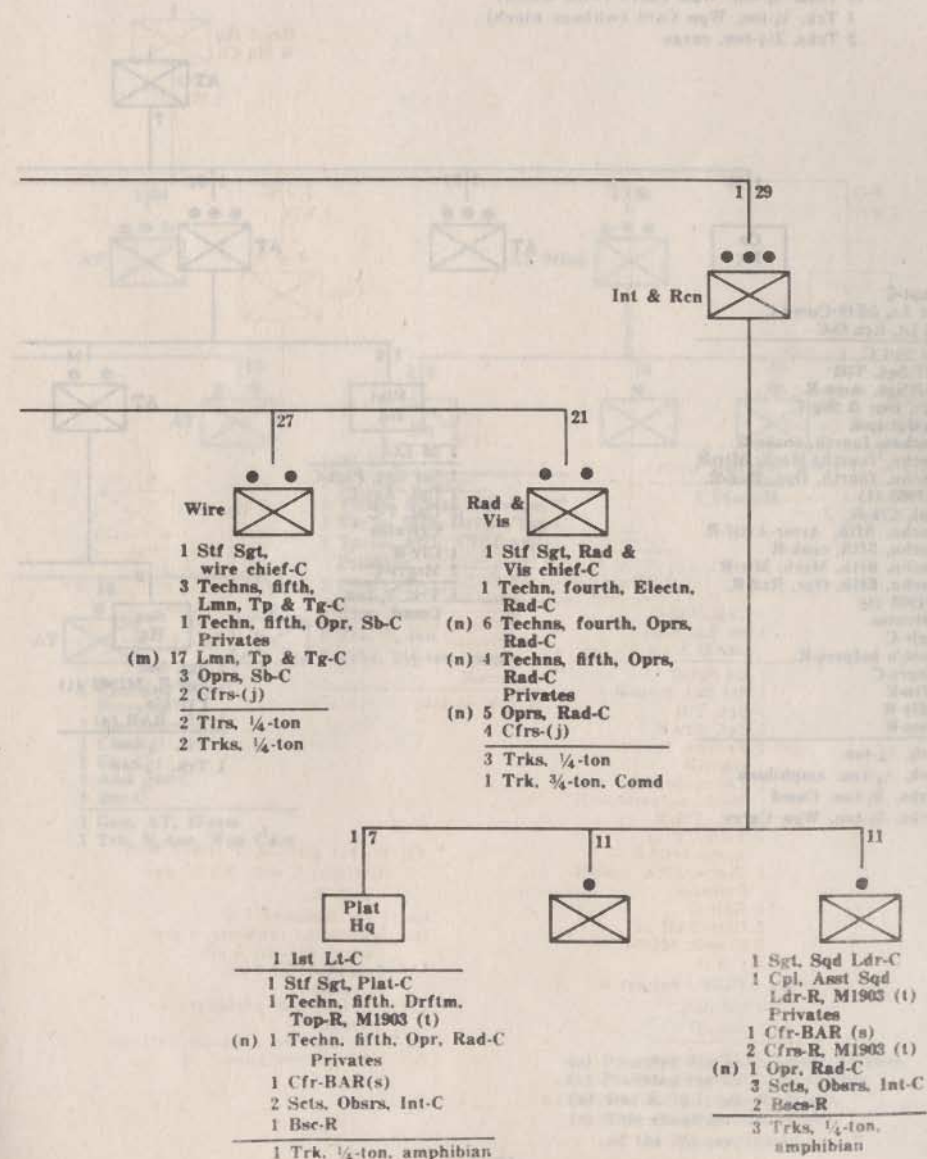 1 29
Int & Rcn
27
21
Wire
Rad &
Vis
1 Stf Sgt,
wire chief-C
3 Techns, fifth,
Lmn, Tp & Tg-C
1 Techn, fifth, Opr, Sb-C
Privates
(m) 17 Lmn, Tp & Tg-C
3 Oprs, Sb-C
2 Cfrs-(j)
2 Tlrs, 1/4-ton
2 Trks, 1/4-ton
1 Stf Sgt, Rad &
Vis chief-C
1 Techn, fourth, Electn,
Rad-C
(n) 6 Techns, fourth, Oprs,
Rad-C
(n) 4 Techns, fifth, Oprs,
Rad-C
Privates
(n) 5 Oprs, Rad-C
4 Cfrs-(j)
3 Trks, 1/4-ton
1 Trk, 3/4-ton, Comd
1 7
11
11
Plat
Hq
1 1st Lt-C
1 Stf Sgt, Plat-C
1 Techn, fifth, Drftm,
Top-R, M1903 (t)
(n) 1 Techn, fifth, Opr, Rad-C
Privates
1 Cfr-BAR(s)
2 Scts, Obsrs, Int-C
1 Bsc-R
1 Trk, 1/4-ton, amphibian
1 Sgt, Sqd Ldr-C
1 Cpl, Asst Sqd
Ldr-R, M1903 (t)
Privates
1 Cfr-BAR (s)
2 Cfrs-R, M1903 (t)
(n) 1 Opr, Rad-C
3 Scts, Obsrs, Int-C
2 Bscs-R
3 Trks, 1/4-ton,
amphibian